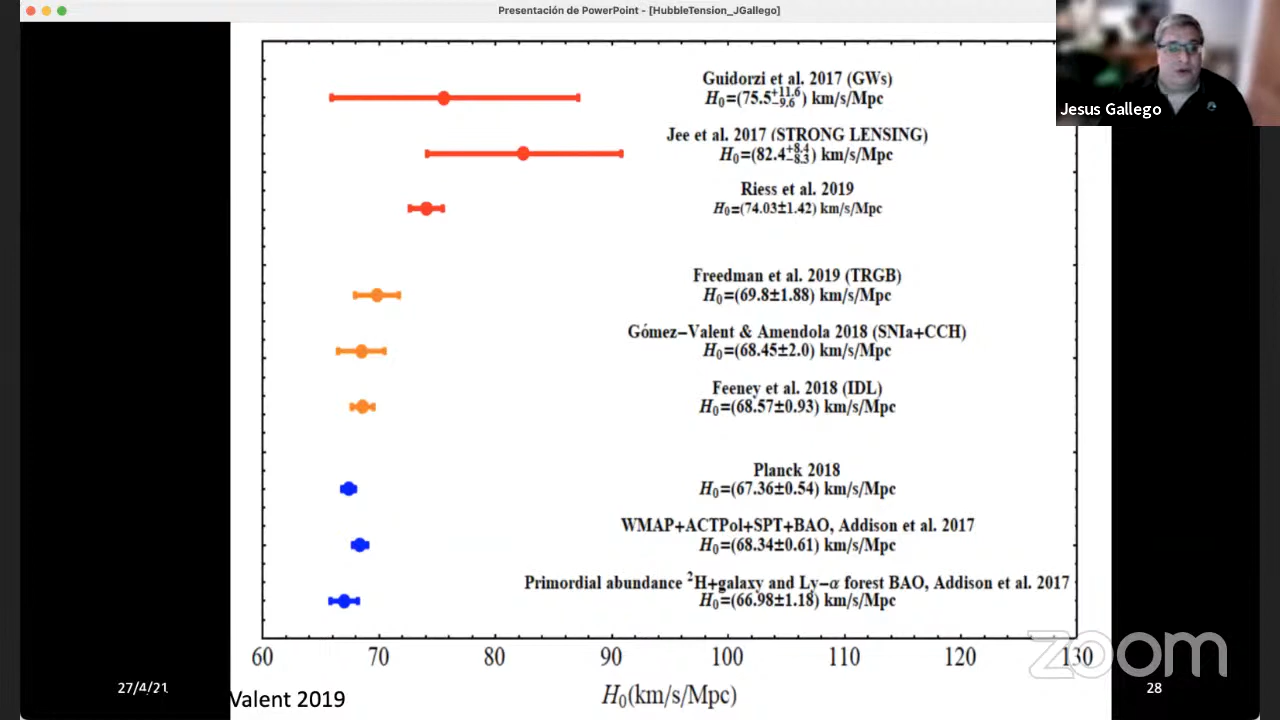 Presentación de PowerPoint - [HubbleTension_JGallego]
Jesus Gallego
Guidorzi et al. 2017 (GWs)
H₀=(75.5+11.6−9.6) km/s/Mpc
Jee et al. 2017 (STRONG LENSING)
H₀=(82.4+8.4−8.3) km/s/Mpc
Riess et al. 2019
H₀=(74.03±1.42) km/s/Mpc
Freedman et al. 2019 (TRGB)
H₀=(69.8±1.88) km/s/Mpc
Gómez−Valent & Amendola 2018 (SNIa+CCH)
H₀=(68.45±2.0) km/s/Mpc
Feeney et al. 2018 (IDL)
H₀=(68.57±0.93) km/s/Mpc
Planck 2018
H₀=(67.36±0.54) km/s/Mpc
WMAP+ACTPol+SPT+BAO, Addison et al. 2017
H₀=(68.34±0.61) km/s/Mpc
Primordial abundance ²H+galaxy and Ly−α forest BAO, Addison et al. 2017
H₀=(66.98±1.18) km/s/Mpc
60 70 80 90 100 110 120 130
H₀(km/s/Mpc)
zoom
27/4/21
Valent 2019
28